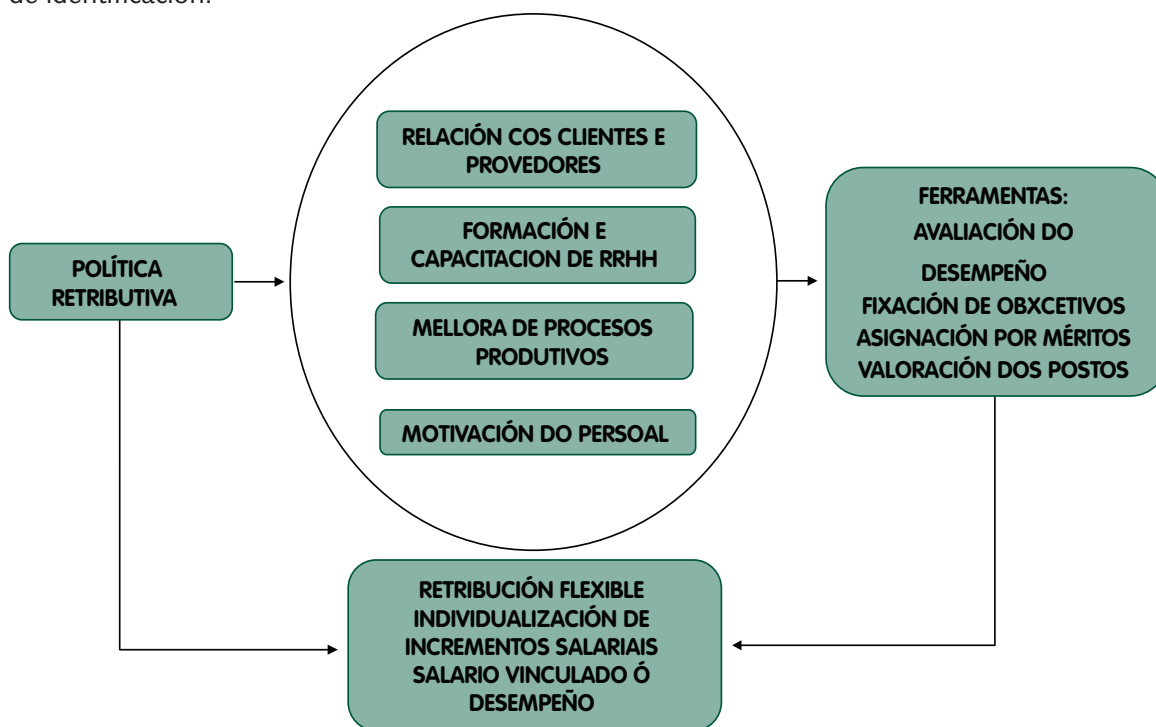 de identificación.
RELACIÓN COS CLIENTES E
PROVEDORES
FORMACIÓN E
CAPACITACION DE RRHH
MELLORA DE PROCESOS
PRODUTIVOS
MOTIVACIÓN DO PERSOAL
POLÍTICA
RETRIBUTIVA
FERRAMENTAS:
AVALIACIÓN DO
DESEMPEÑO
FIXACIÓN DE OBXCETIVOS
ASIGNACIÓN POR MÉRITOS
VALORACIÓN DOS POSTOS
RETRIBUCIÓN FLEXIBLE
INDIVIDUALIZACIÓN DE
INCREMENTOS SALARIAIS
SALARIO VINCULADO Ó
DESEMPEÑO